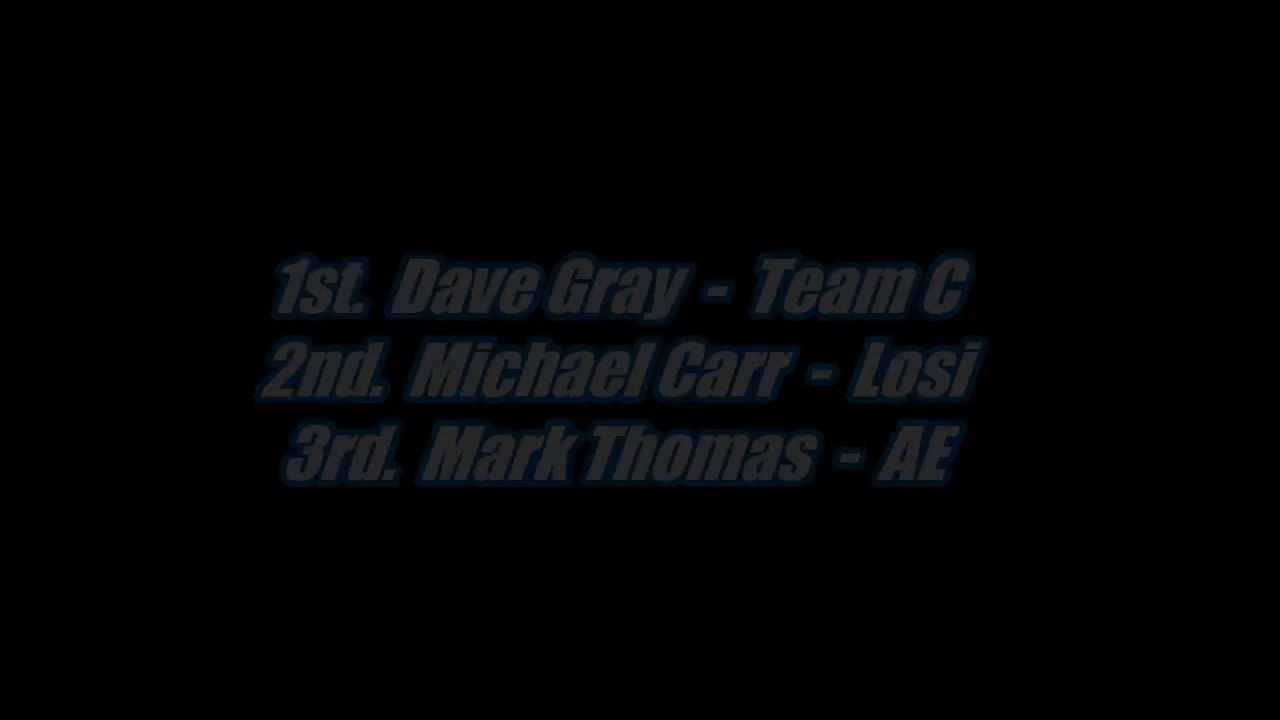 1st. Dave Gray - Team C
2nd. Michael Carr - Losi
3rd. Mark Thomas - AE